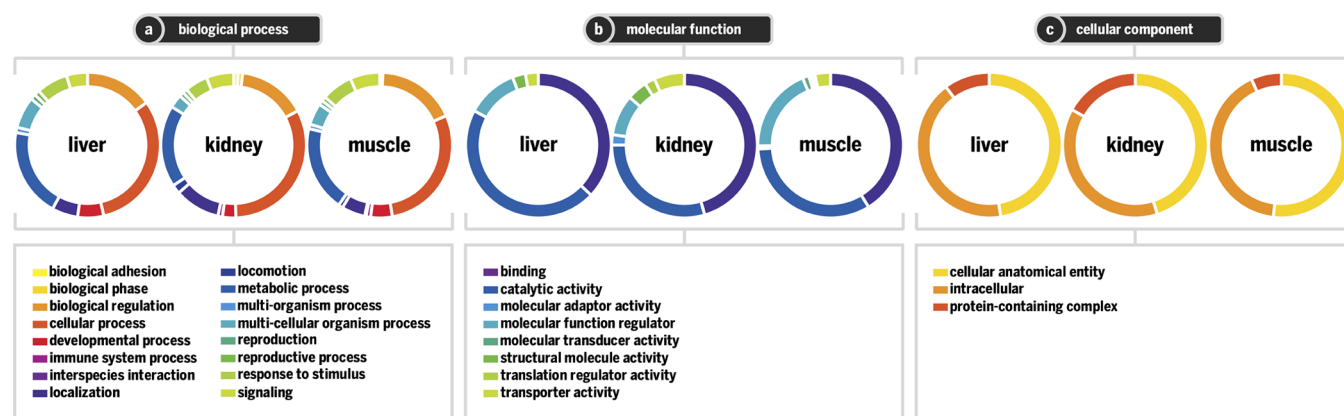 a biological process
liver
kidney
muscle
biological adhesion
biological phase
biological regulation
cellular process
developmental process
immune system process
interspecies interaction
localization
locomotion
metabolic process
multi-organism process
multi-cellular organism process
reproduction
reproductive process
response to stimulus
signaling
b molecular function
liver
kidney
muscle
binding
catalytic activity
molecular adaptor activity
molecular function regulator
molecular transducer activity
structural molecule activity
translation regulator activity
transporter activity
c cellular component
liver
kidney
muscle
cellular anatomical entity
intracellular
protein-containing complex